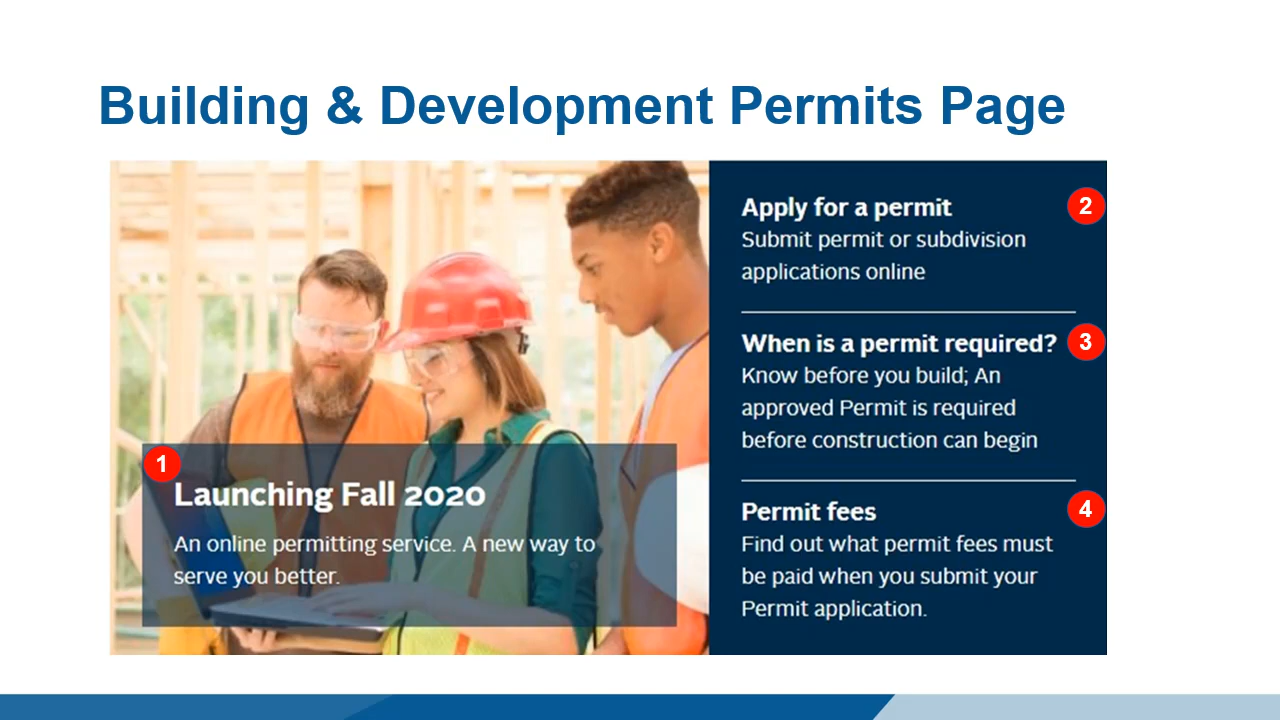 Building & Development Permits Page
1
Launching Fall 2020
An online permitting service. A new way to
serve you better.
Apply for a permit
2
Submit permit or subdivision
applications online
When is a permit required?
3
Know before you build; An
approved Permit is required
before construction can begin
Permit fees
4
Find out what permit fees must
be paid when you submit your
Permit application.